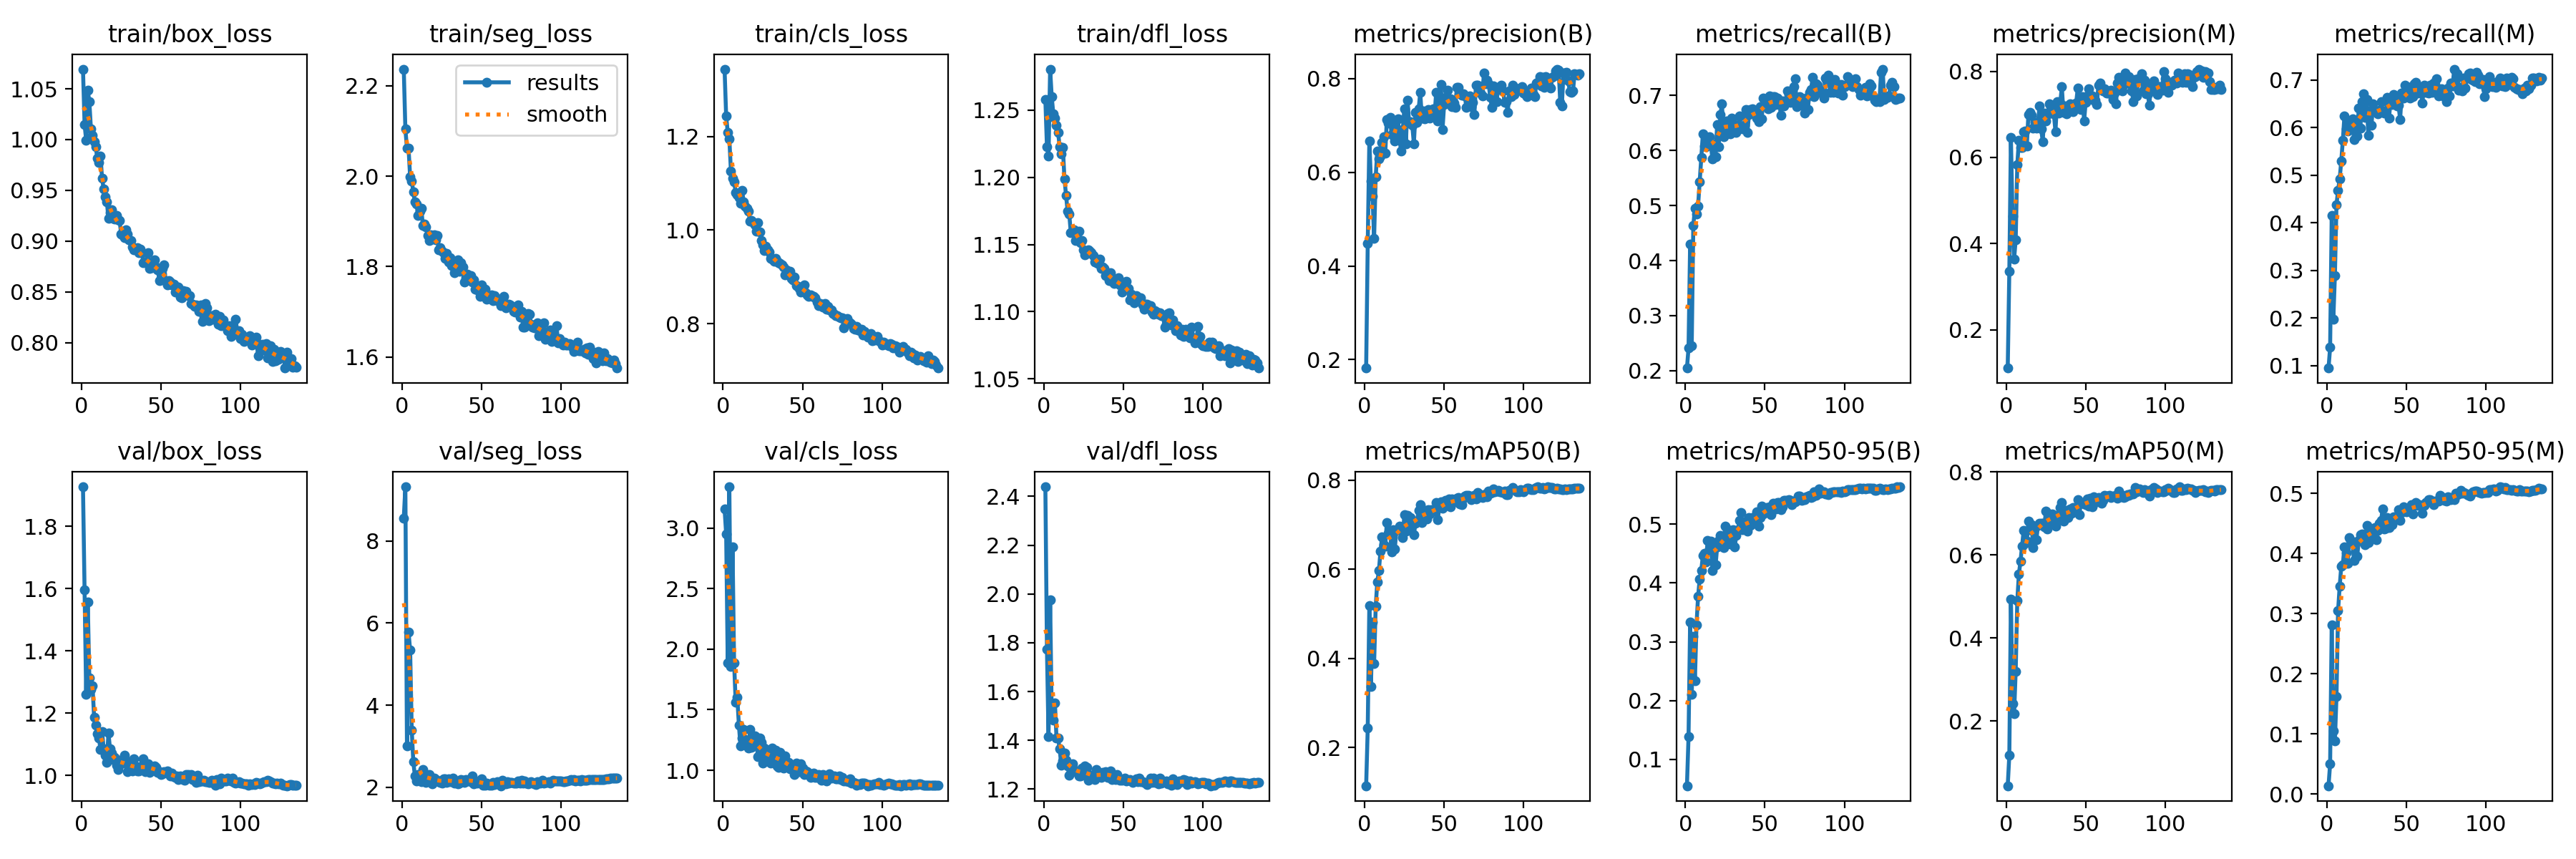 train/box_loss
train/seg_loss
train/cls_loss
train/dfl_loss
metrics/precision(B)
metrics/recall(B)
metrics/precision(M)
metrics/recall(M)
1.05
1.00
0.95
0.90
0.85
0.80
0 50 100
results
smooth
2.2
2.0
1.8
1.6
0 50 100
1.2
1.0
0.8
0 50 100
1.25
1.20
1.15
1.10
1.05
0 50 100
0.8
0.6
0.4
0.2
0 50 100
0.7
0.6
0.5
0.4
0.3
0.2
0 50 100
0.8
0.6
0.4
0.2
0 50 100
0.7
0.6
0.5
0.4
0.3
0.2
0.1
0 50 100
val/box_loss
val/seg_loss
val/cls_loss
val/dfl_loss
metrics/mAP50(B)
metrics/mAP50-95(B)
metrics/mAP50(M)
metrics/mAP50-95(M)
1.8
1.6
1.4
1.2
1.0
0 50 100
8
6
4
2
0 50 100
3.0
2.5
2.0
1.5
1.0
0 50 100
2.4
2.2
2.0
1.8
1.6
1.4
1.2
0 50 100
0.8
0.6
0.4
0.2
0 50 100
0.5
0.4
0.3
0.2
0.1
0 50 100
0.8
0.6
0.4
0.2
0 50 100
0.5
0.4
0.3
0.2
0.1
0.0
0 50 100